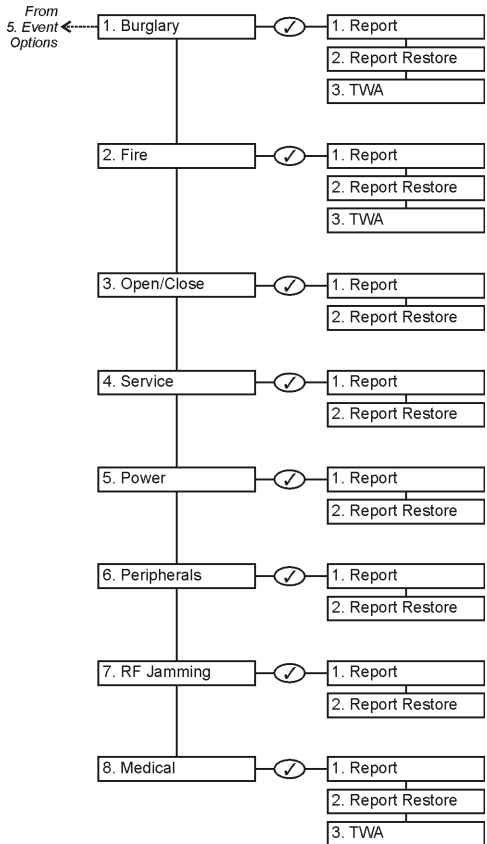 From
5. Event
Options
1. Burglary
1. Report
2. Report Restore
3. TWA
2. Fire
1. Report
2. Report Restore
3. TWA
3. Open/Close
1. Report
2. Report Restore
4. Service
1. Report
2. Report Restore
5. Power
1. Report
2. Report Restore
6. Peripherals
1. Report
2. Report Restore
7. RF Jamming
1. Report
2. Report Restore
8. Medical
1. Report
2. Report Restore
3. TWA